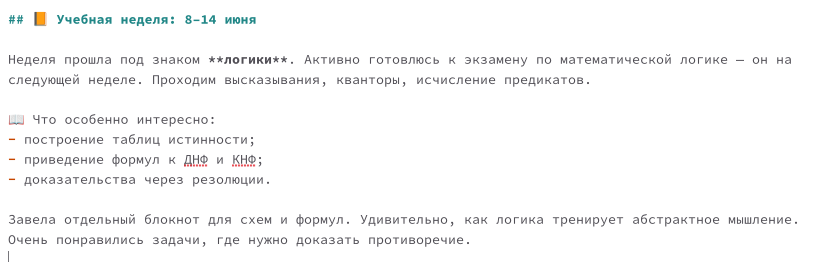 ## 📙 Учебная неделя: 8–14 июня
Неделя прошла под знаком **логики**. Активно готовлюсь к экзамену по математической логике — он на
следующей неделе. Проходим высказывания, кванторы, исчисление предикатов.
📖 Что особенно интересно:
- построение таблиц истинности;
- приведение формул к ДНФ и КНФ;
- доказательства через резолюции.
Завела отдельный блокнот для схем и формул. Удивительно, как логика тренирует абстрактное мышление.
Очень понравились задачи, где нужно доказать противоречие.